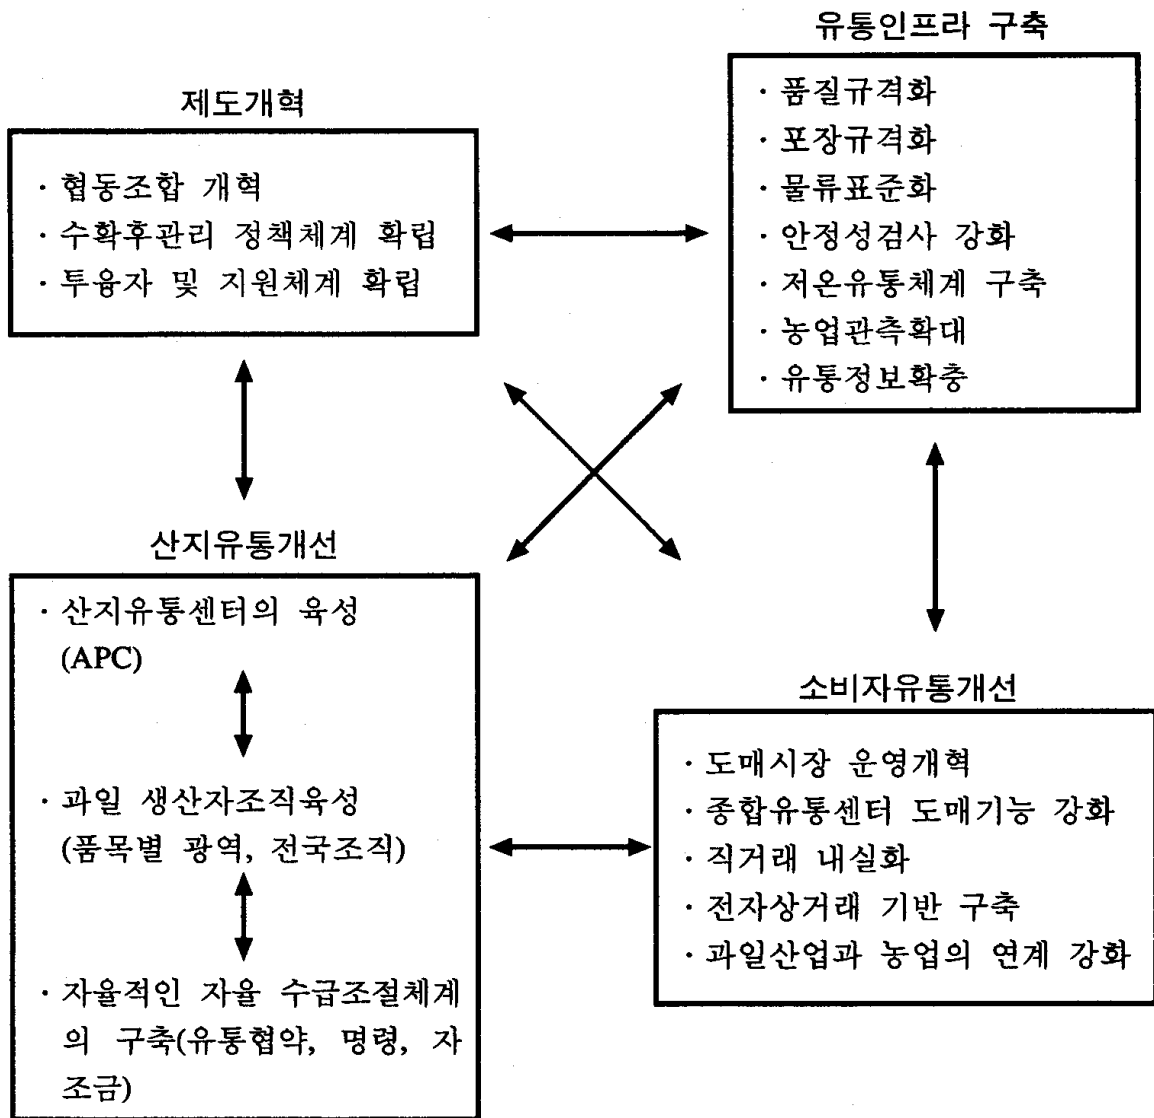 제도개혁
· 협동조합 개혁
· 수확후관리 정책체계 확립
· 투융자 및 지원체계 확립
유통인프라 구축
· 품질규격화
· 포장규격화
· 물류표준화
· 안정성검사 강화
· 저온유통체계 구축
· 농업관측확대
· 유통정보확충
산지유통개선
· 산지유통센터의 육성
(APC)
· 과일 생산자조직육성
(품목별 광역, 전국조직)
· 자율적인 자율 수급조절체계
의 구축(유통협약, 명령, 자
조금)
소비자유통개선
· 도매시장 운영개혁
· 종합유통센터 도매기능 강화
· 직거래 내실화
· 전자상거래 기반 구축
· 과일산업과 농업의 연계 강화